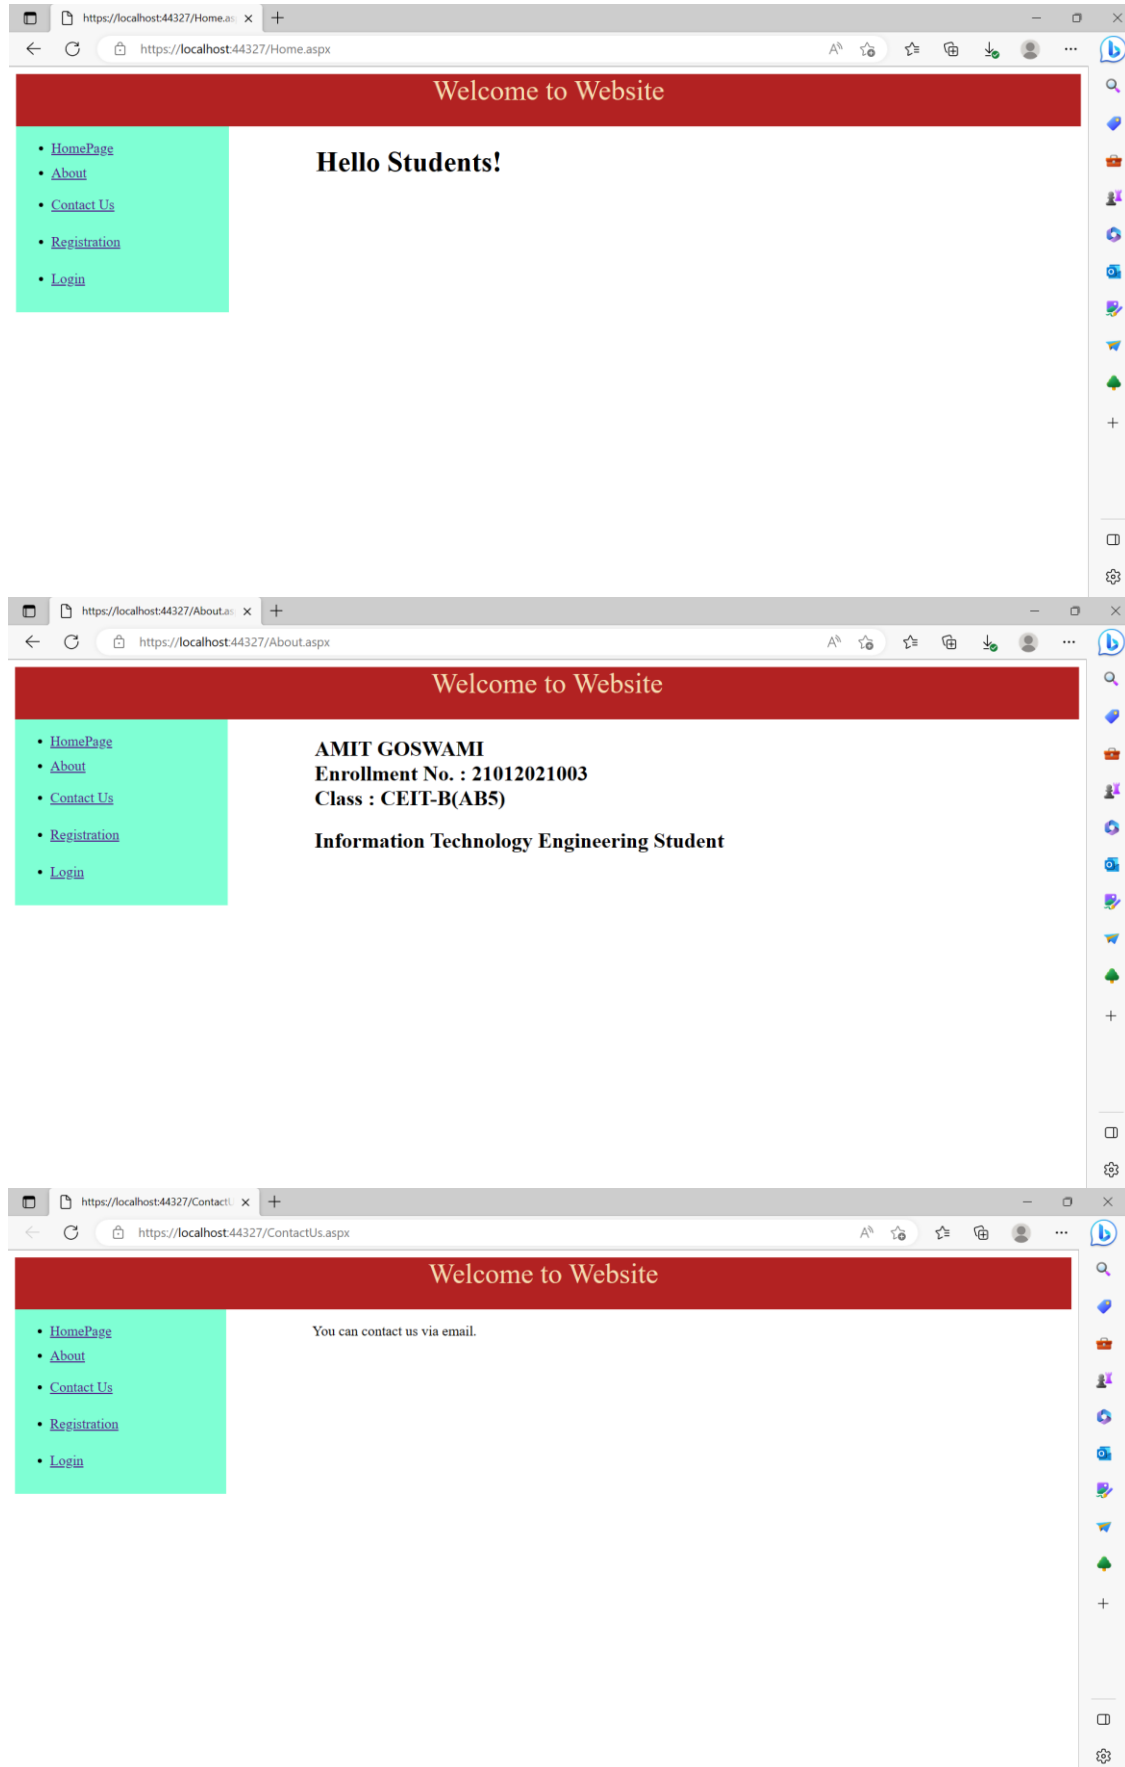 https://localhost:44327/Home.as
https://localhost:44327/Home.aspx
Welcome to Website
HomePage
About
Contact Us
Registration
Login
Hello Students!
https://localhost:44327/About.as
https://localhost:44327/About.aspx
Welcome to Website
HomePage
About
Contact Us
Registration
Login
AMIT GOSWAMI
Enrollment No. : 21012021003
Class : CEIT-B(AB5)
Information Technology Engineering Student
https://localhost:44327/ContactU
https://localhost:44327/ContactUs.aspx
Welcome to Website
HomePage
About
Contact Us
Registration
Login
You can contact us via email.